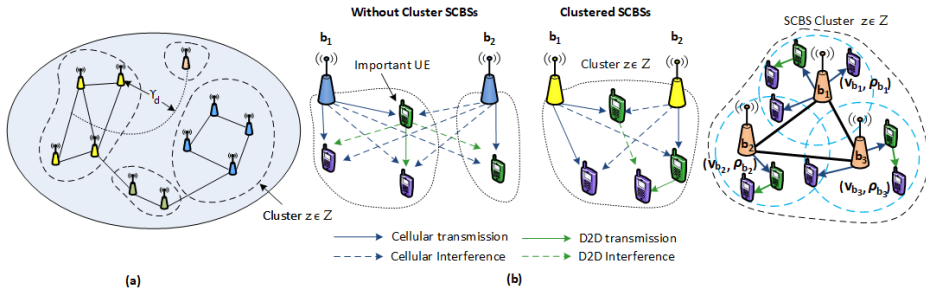 Υd
Cluster z ∈ Z
(a)
Without Cluster SCBSs
b1
b2
Important UE
Clustered SCBSs
b1
b2
Cluster z∈ Z
Cellular transmission
D2D transmission
Cellular Interference
D2D Interference
(b)
SCBS Cluster z∈ Z
(vb1, ρb1)
b1
b2
b3
(vb2, ρb2)
(vb3, ρb3)